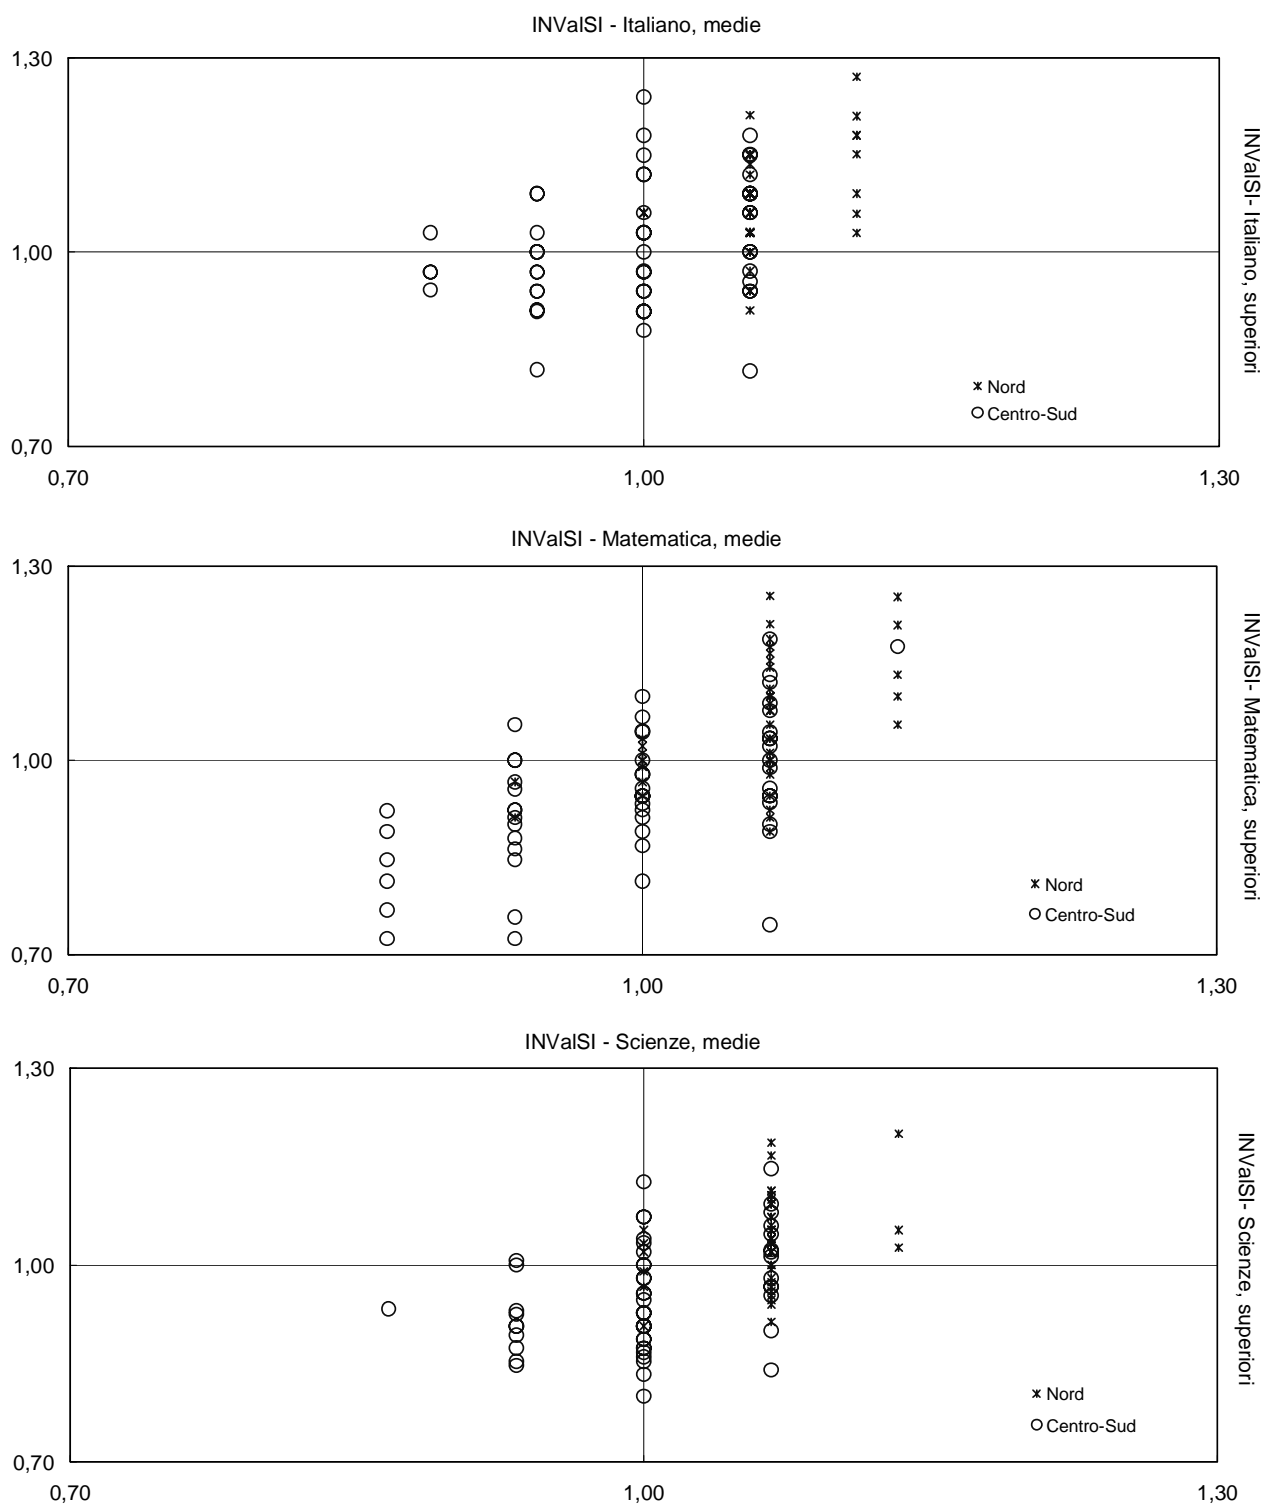 INValSI - Italiano, medie
1,30
1,00
0,70
0,70 1,00 1,30
INValSI- Italiano, superiori
Nord
Centro-Sud
INValSI - Matematica, medie
1,30
1,00
0,70
0,70 1,00 1,30
INValSI- Matematica, superiori
Nord
Centro-Sud
INValSI - Scienze, medie
1,30
1,00
0,70
0,70 1,00 1,30
INValSI- Scienze, superiori
Nord
Centro-Sud